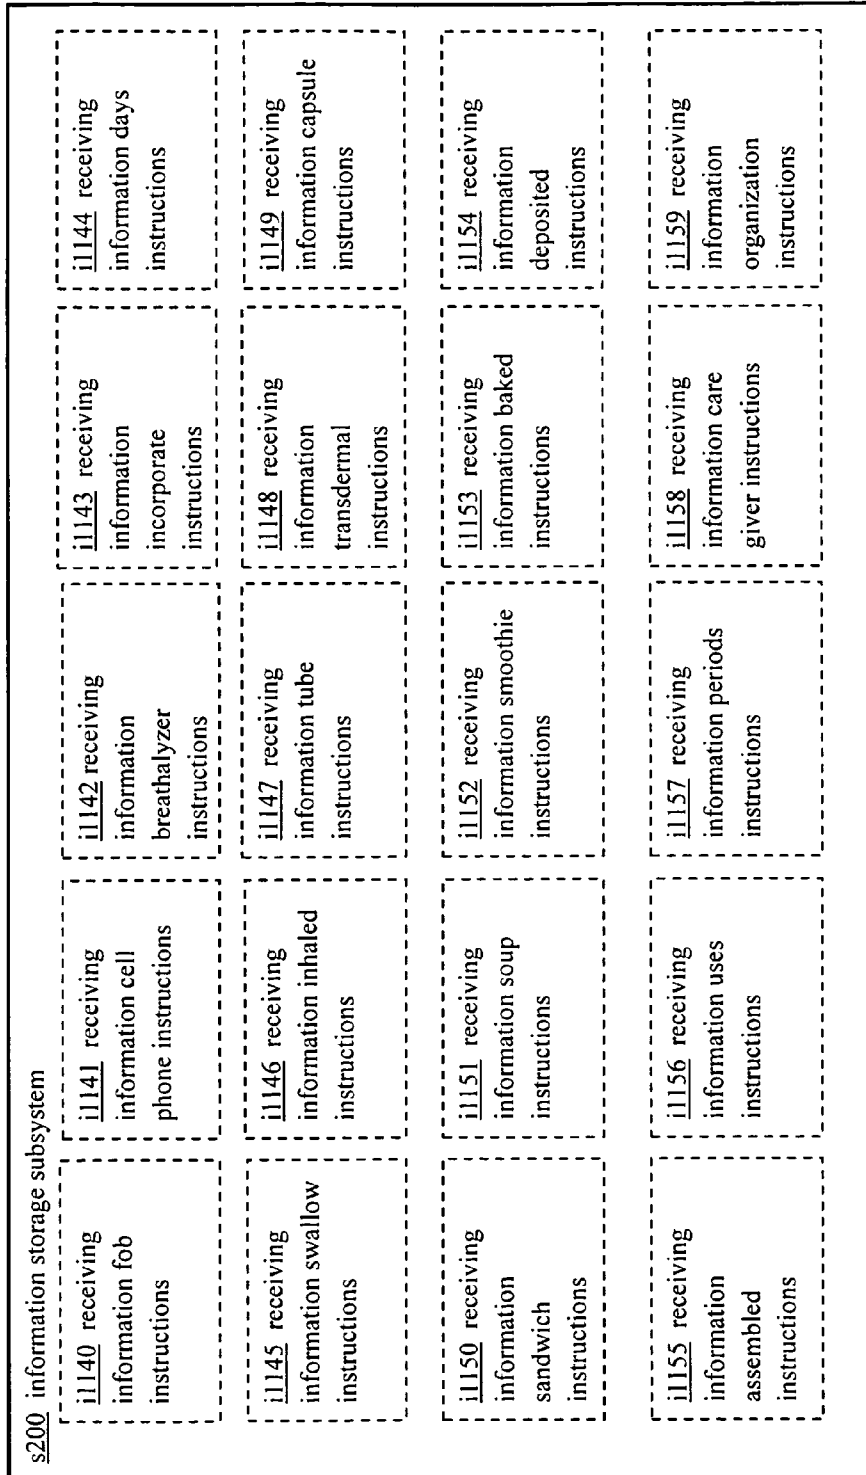 s200 information storage subsystem
i1140 receiving
information fob
instructions
i1141 receiving
information cell
phone instructions
i1142 receiving
information
breathalyzer
instructions
i1143 receiving
information
incorporate
instructions
i1144 receiving
information days
instructions
i1145 receiving
information swallow
instructions
i1146 receiving
information inhaled
instructions
i1147 receiving
information tube
instructions
i1148 receiving
information
transdermal
instructions
i1149 receiving
information capsule
instructions
i1150 receiving
information
sandwich
instructions
i1151 receiving
information soup
instructions
i1152 receiving
information smoothie
instructions
i1153 receiving
information baked
instructions
i1154 receiving
information
deposited
instructions
i1155 receiving
information
assembled
instructions
i1156 receiving
information uses
instructions
i1157 receiving
information periods
instructions
i1158 receiving
information care
giver instructions
i1159 receiving
information
organization
instructions